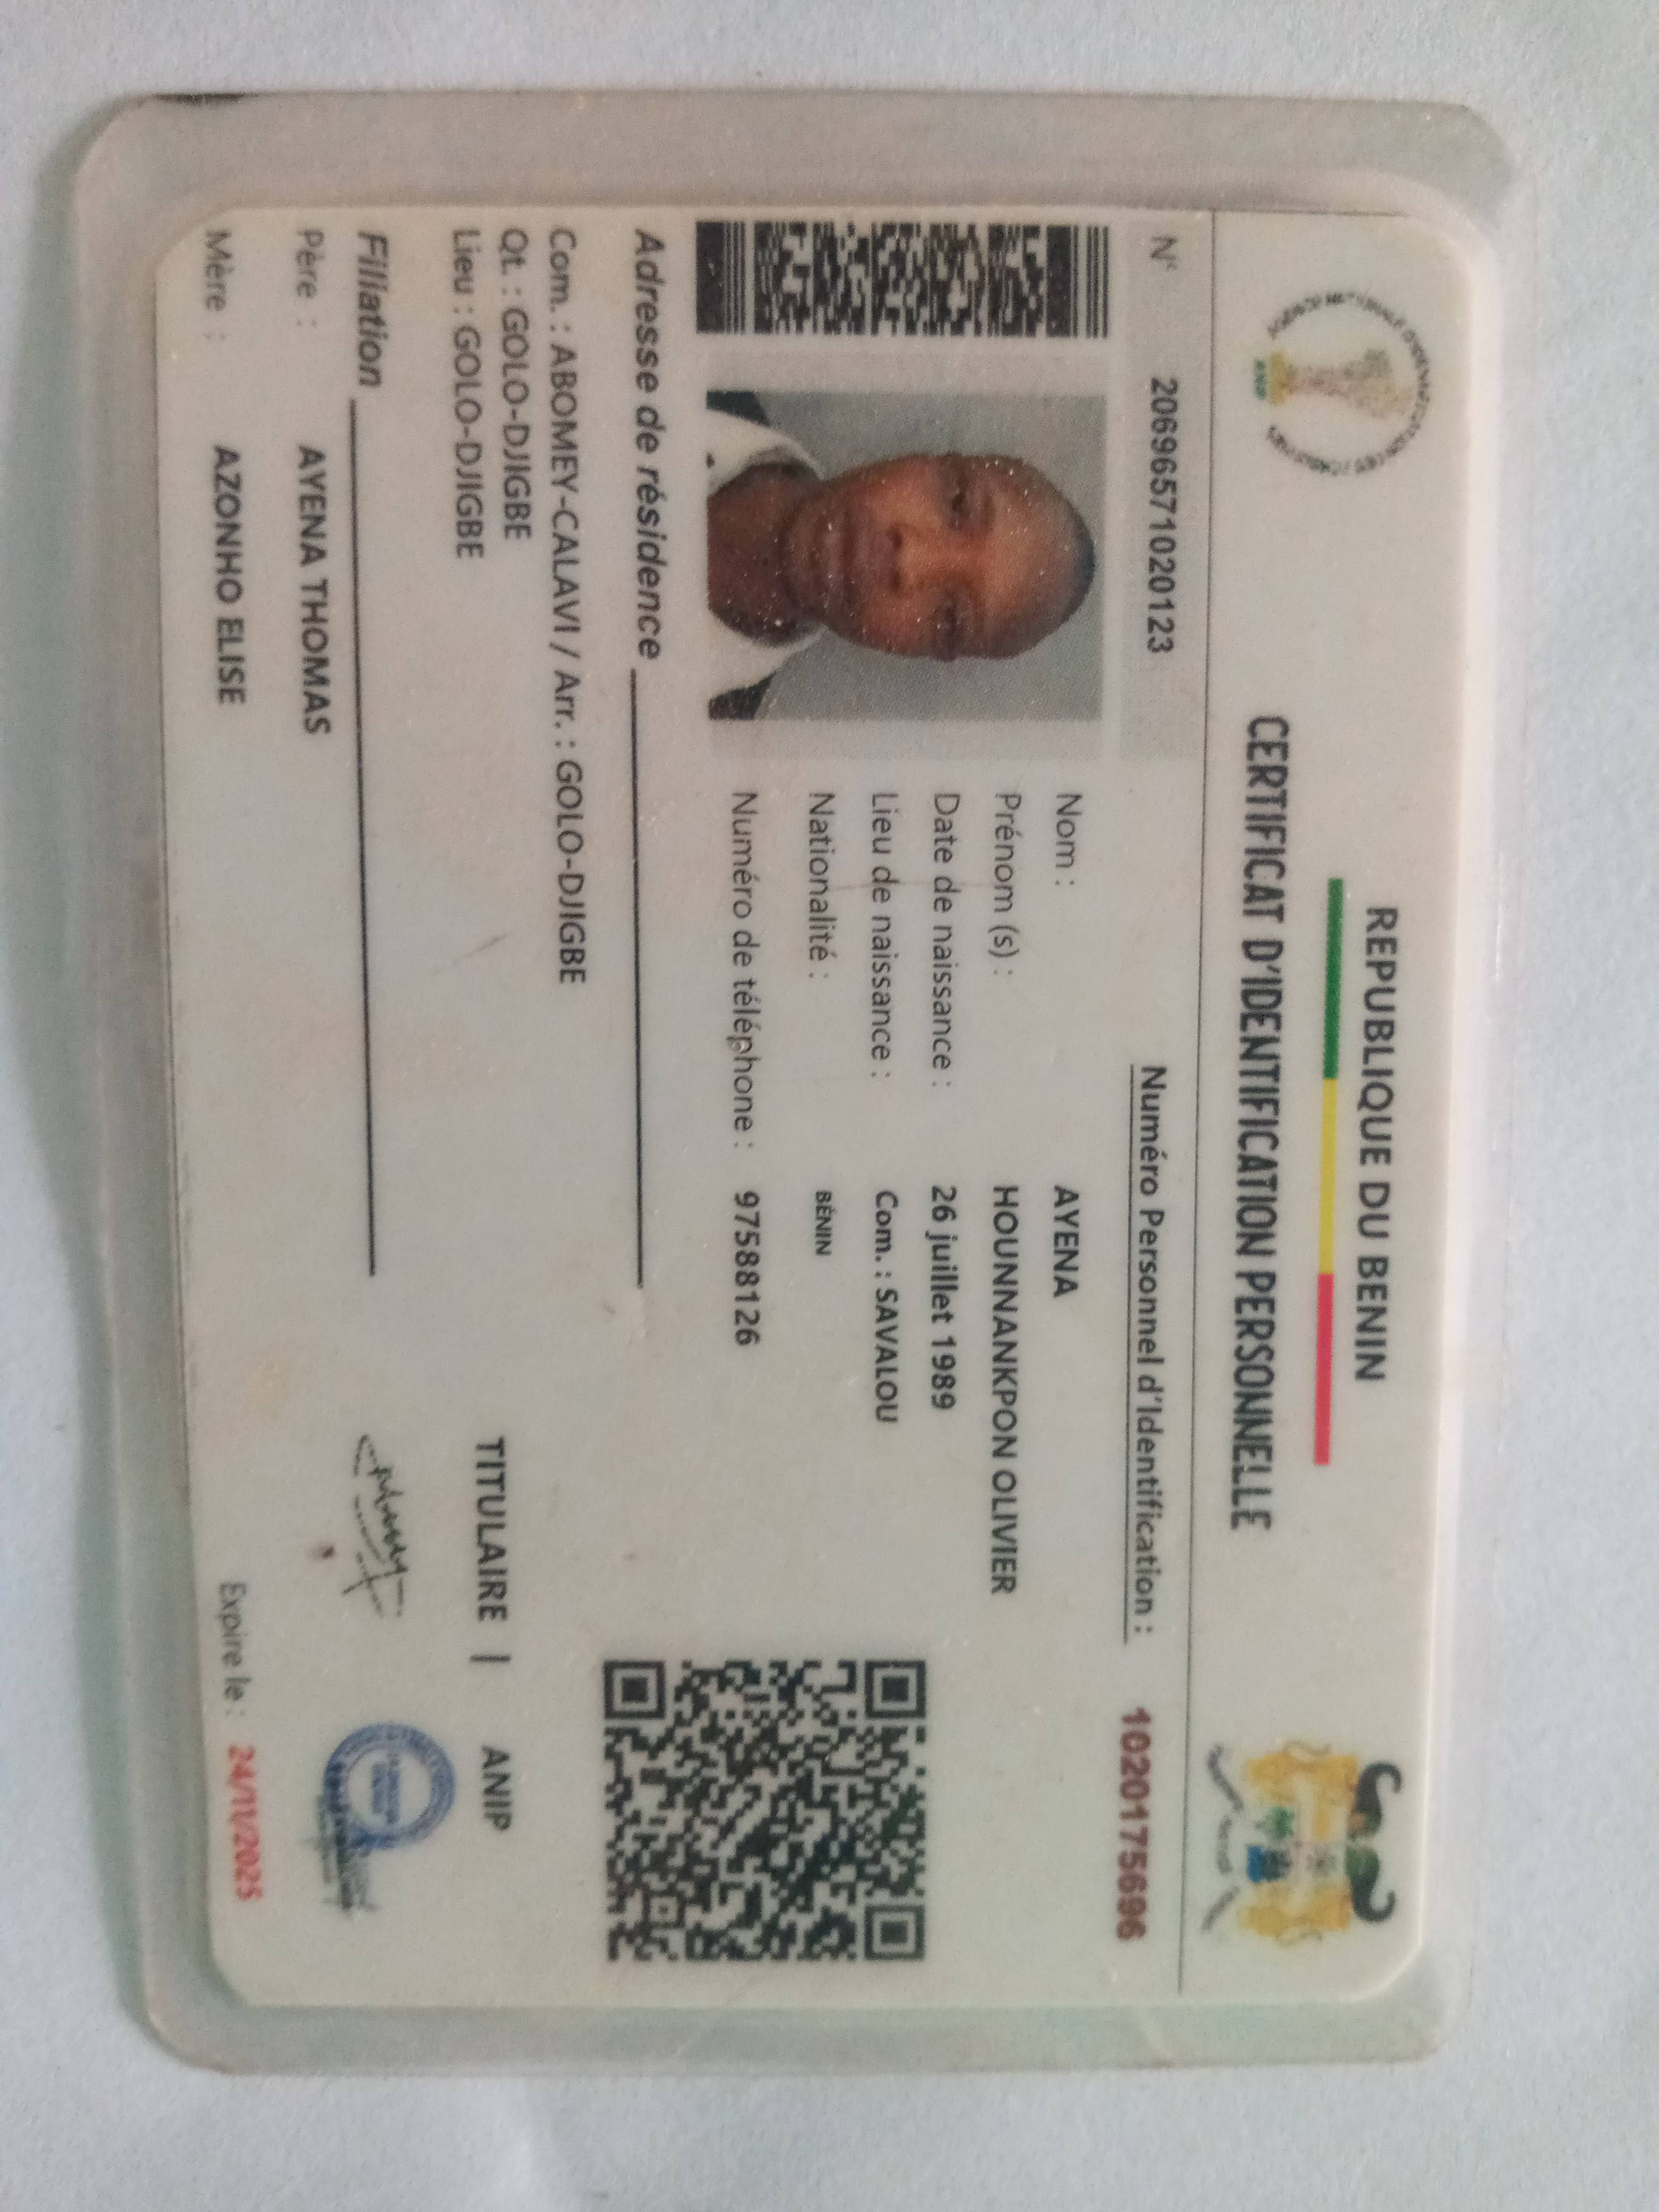 REPUBLIQUE DU BENIN
CERTIFICAT D'IDENTIFICATION PERSONNELLE
N° 2069657102​0123
Numéro Personnel d'Identification : 1020175696
Nom : AYENA
Prénom (s) : HOUNNANKPON OLIVIER
Date de naissance : 26 juillet 1989
Lieu de naissance : Com. : SAVALOU
Nationalité : BÉNIN
Numéro de téléphone : 97588126
Adresse de résidence
Com. : ABOMEY-CALAVI / Arr. : GOLO-DJIGBE
Qt. : GOLO-DJIGBE
Lieu : GOLO-DJIGBE
TITULAIRE | ANIP
Filiation
Père : AYENA THOMAS
Mère : AZONHO ELISE
Expire le : 24/11/2025